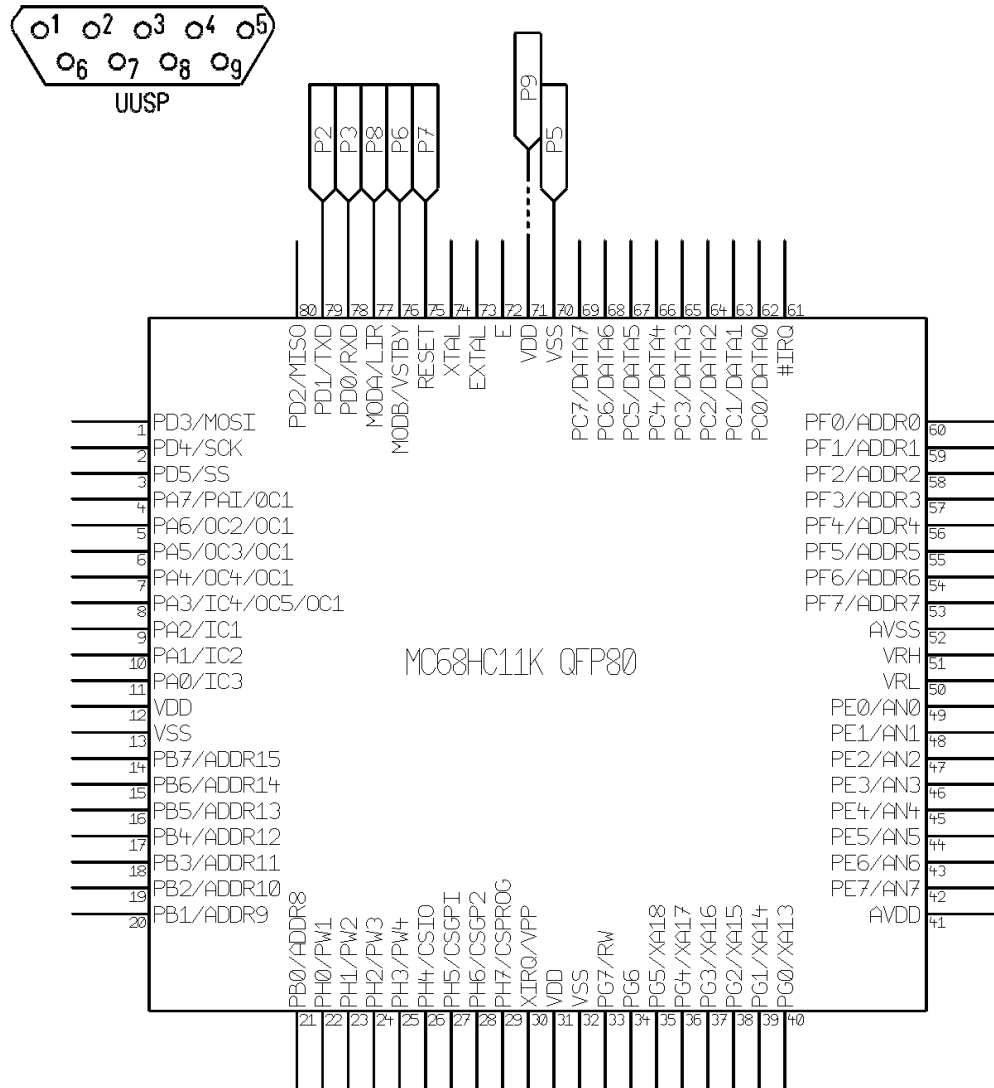 1 2 3 4 5
6 7 8 9
UUSP
P2 P3 P8 P6 P7 P9 P5
80 79 78 77 76 75 74 73 72 71 70 69 68 67 66 65 64 63 62 61
PD2/MISO
PD1/TXD
PD0/RXD
MODA/LIR
MODB/VSTBY
RESET
XTAL
EXTAL
E
VDD
VSS
PC7/DATA7
PC6/DATA6
PC5/DATA5
PC4/DATA4
PC3/DATA3
PC2/DATA2
PC1/DATA1
PC0/DATA0
#IRQ
1 PD3/MOSI
2 PD4/SCK
3 PD5/SS
4 PA7/PAI/OC1
5 PA6/OC2/OC1
6 PA5/OC3/OC1
7 PA4/OC4/OC1
8 PA3/IC4/OC5/OC1
9 PA2/IC1
10 PA1/IC2
11 PA0/IC3
12 VDD
13 VSS
14 PB7/ADDR15
15 PB6/ADDR14
16 PB5/ADDR13
17 PB4/ADDR12
18 PB3/ADDR11
19 PB2/ADDR10
20 PB1/ADDR9
MC68HC11K QFP80
PF0/ADDR0 60
PF1/ADDR1 59
PF2/ADDR2 58
PF3/ADDR3 57
PF4/ADDR4 56
PF5/ADDR5 55
PF6/ADDR6 54
PF7/ADDR7 53
AVSS 52
VRH 51
VRL 50
PE0/AN0 49
PE1/AN1 48
PE2/AN2 47
PE3/AN3 46
PE4/AN4 45
PE5/AN5 44
PE6/AN6 43
PE7/AN7 42
AVDD 41
PB0/ADDR8
PH0/PW1
PH1/PW2
PH2/PW3
PH3/PW4
PH4/CSIO
PH5/CSGPI
PH6/CSGP2
PH7/CSPROG
XIRQ/VPP
VDD
VSS
PG7/RW
PG6
PG5/XA18
PG4/XA17
PG3/XA16
PG2/XA15
PG1/XA14
PG0/XA13
21 22 23 24 25 26 27 28 29 30 31 32 33 34 35 36 37 38 39 40